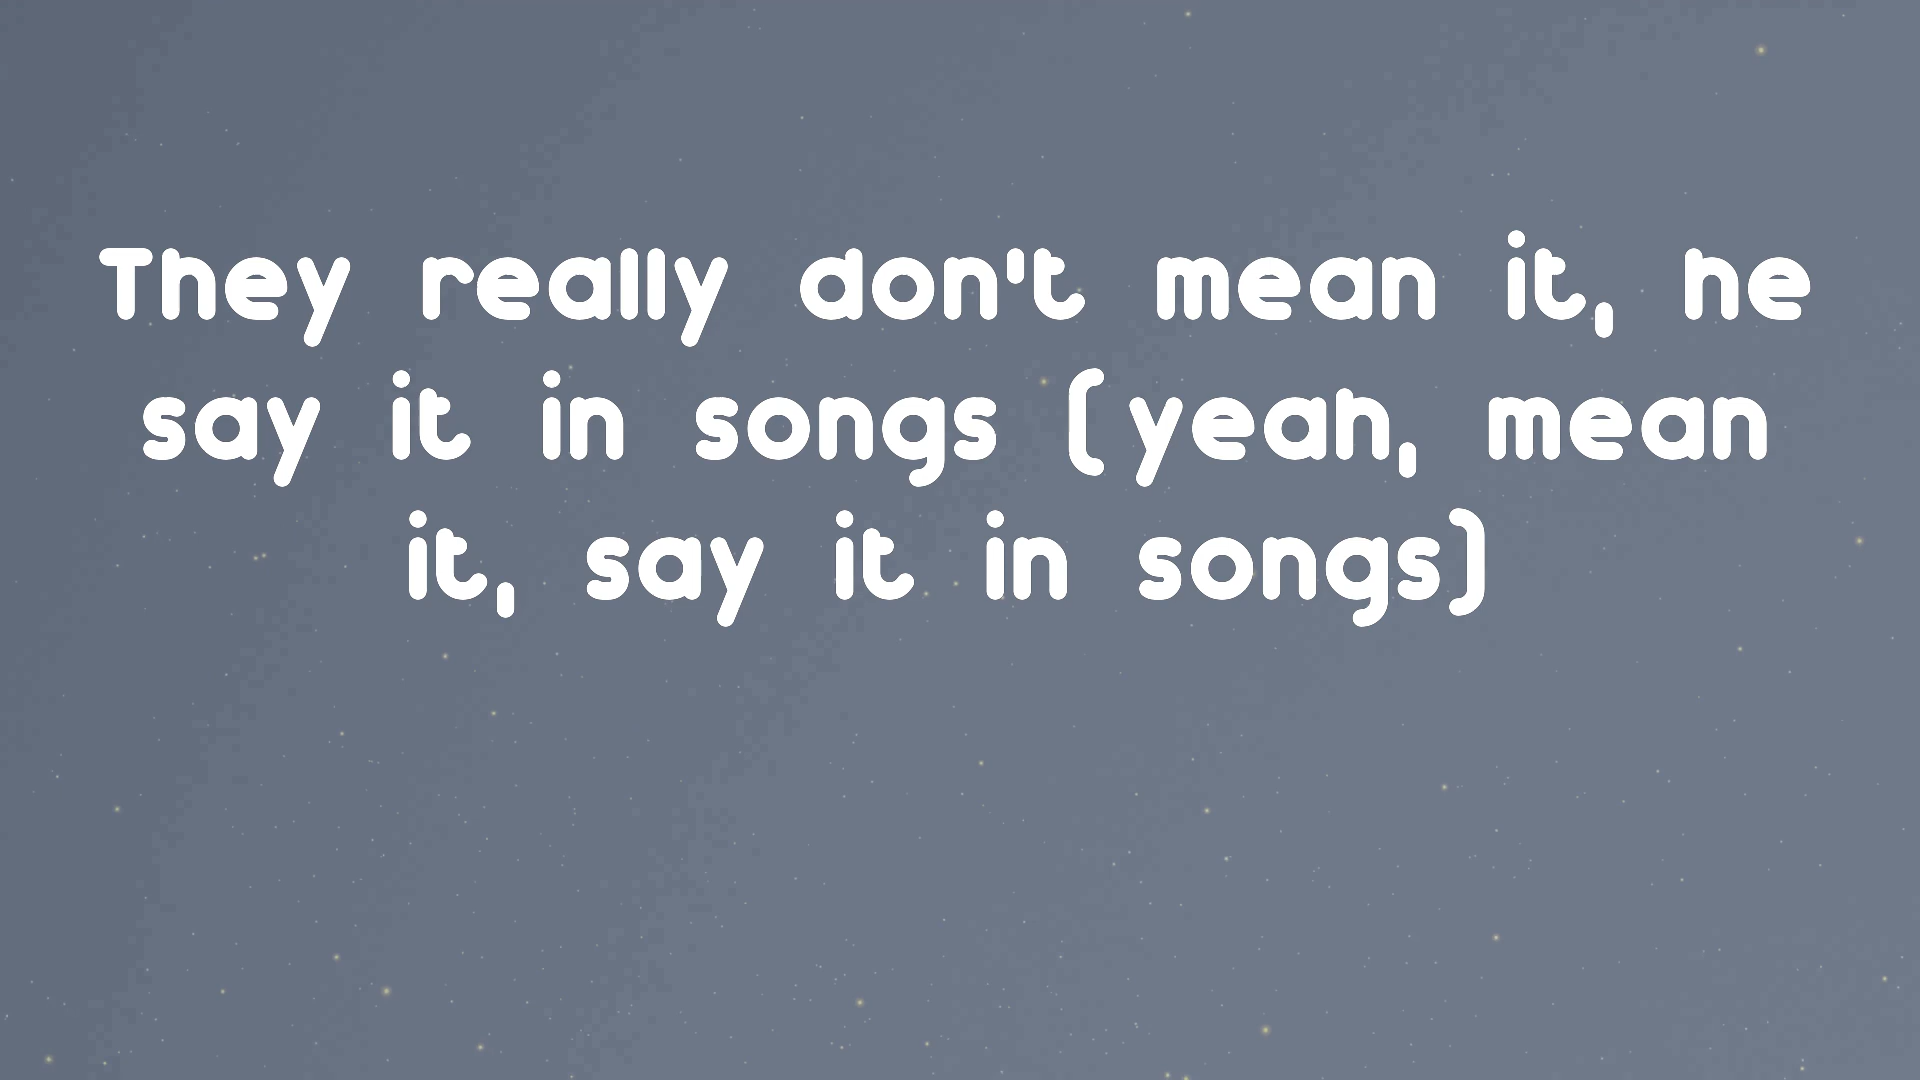 They really don't mean it, he
say it in songs (yeah, mean
it, say it in songs)